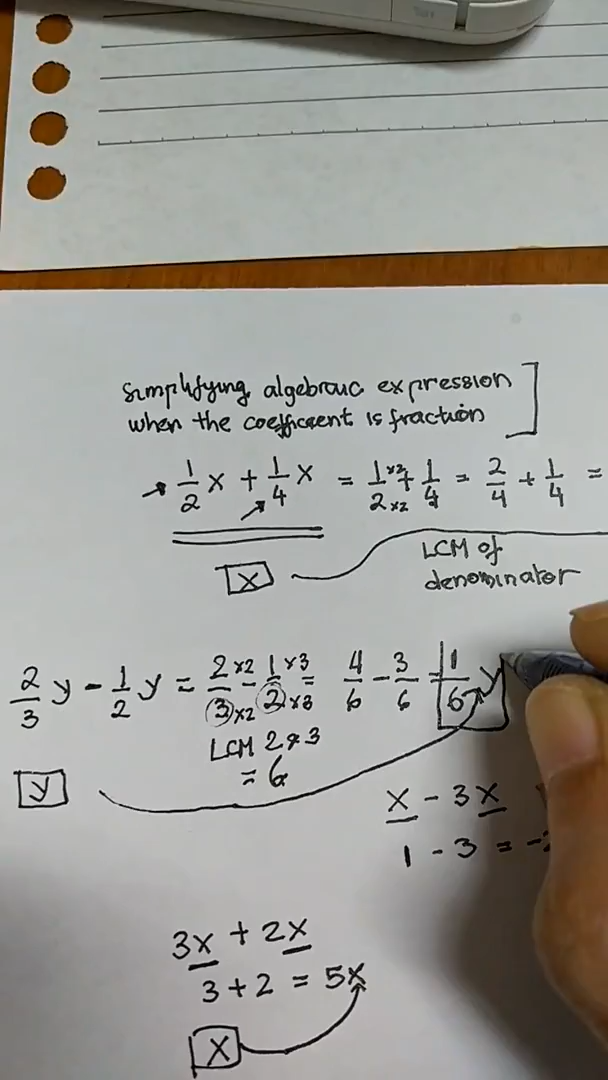 Simplifying algebraic expression
when the coefficient is fraction
1/2 x + 1/4 x = 1×2/2×2 + 1/4 = 2/4 + 1/4 =
x
LCM of
denominator
2/3 y - 1/2 y = 2×2/3×2 - 1×3/2×3 = 4/6 - 3/6 = 1/6 y
LCM 2 & 3
= 6
y
x - 3x
1 - 3 = -
3x + 2x
3 + 2 = 5x
x